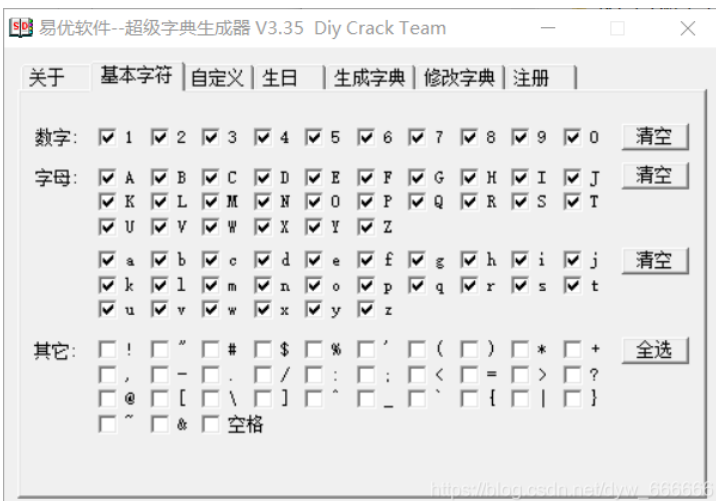 易优软件--超级字典生成器 V3.35 Diy Crack Team
关于 基本字符 自定义 生日 生成字典 修改字典 注册
数字: 1 2 3 4 5 6 7 8 9 0 清空
字母: A B C D E F G H I J 清空
K L M N O P Q R S T
U V W X Y Z
a b c d e f g h i j 清空
k l m n o p q r s t
u v w x y z
其它: ! " # $ % ' ( ) * + 全选
, - . / : ; < = > ?
@ [ \ ] ^ _ ` { | }
~ & 空格
https://blog.csdn.net/dyw_666666